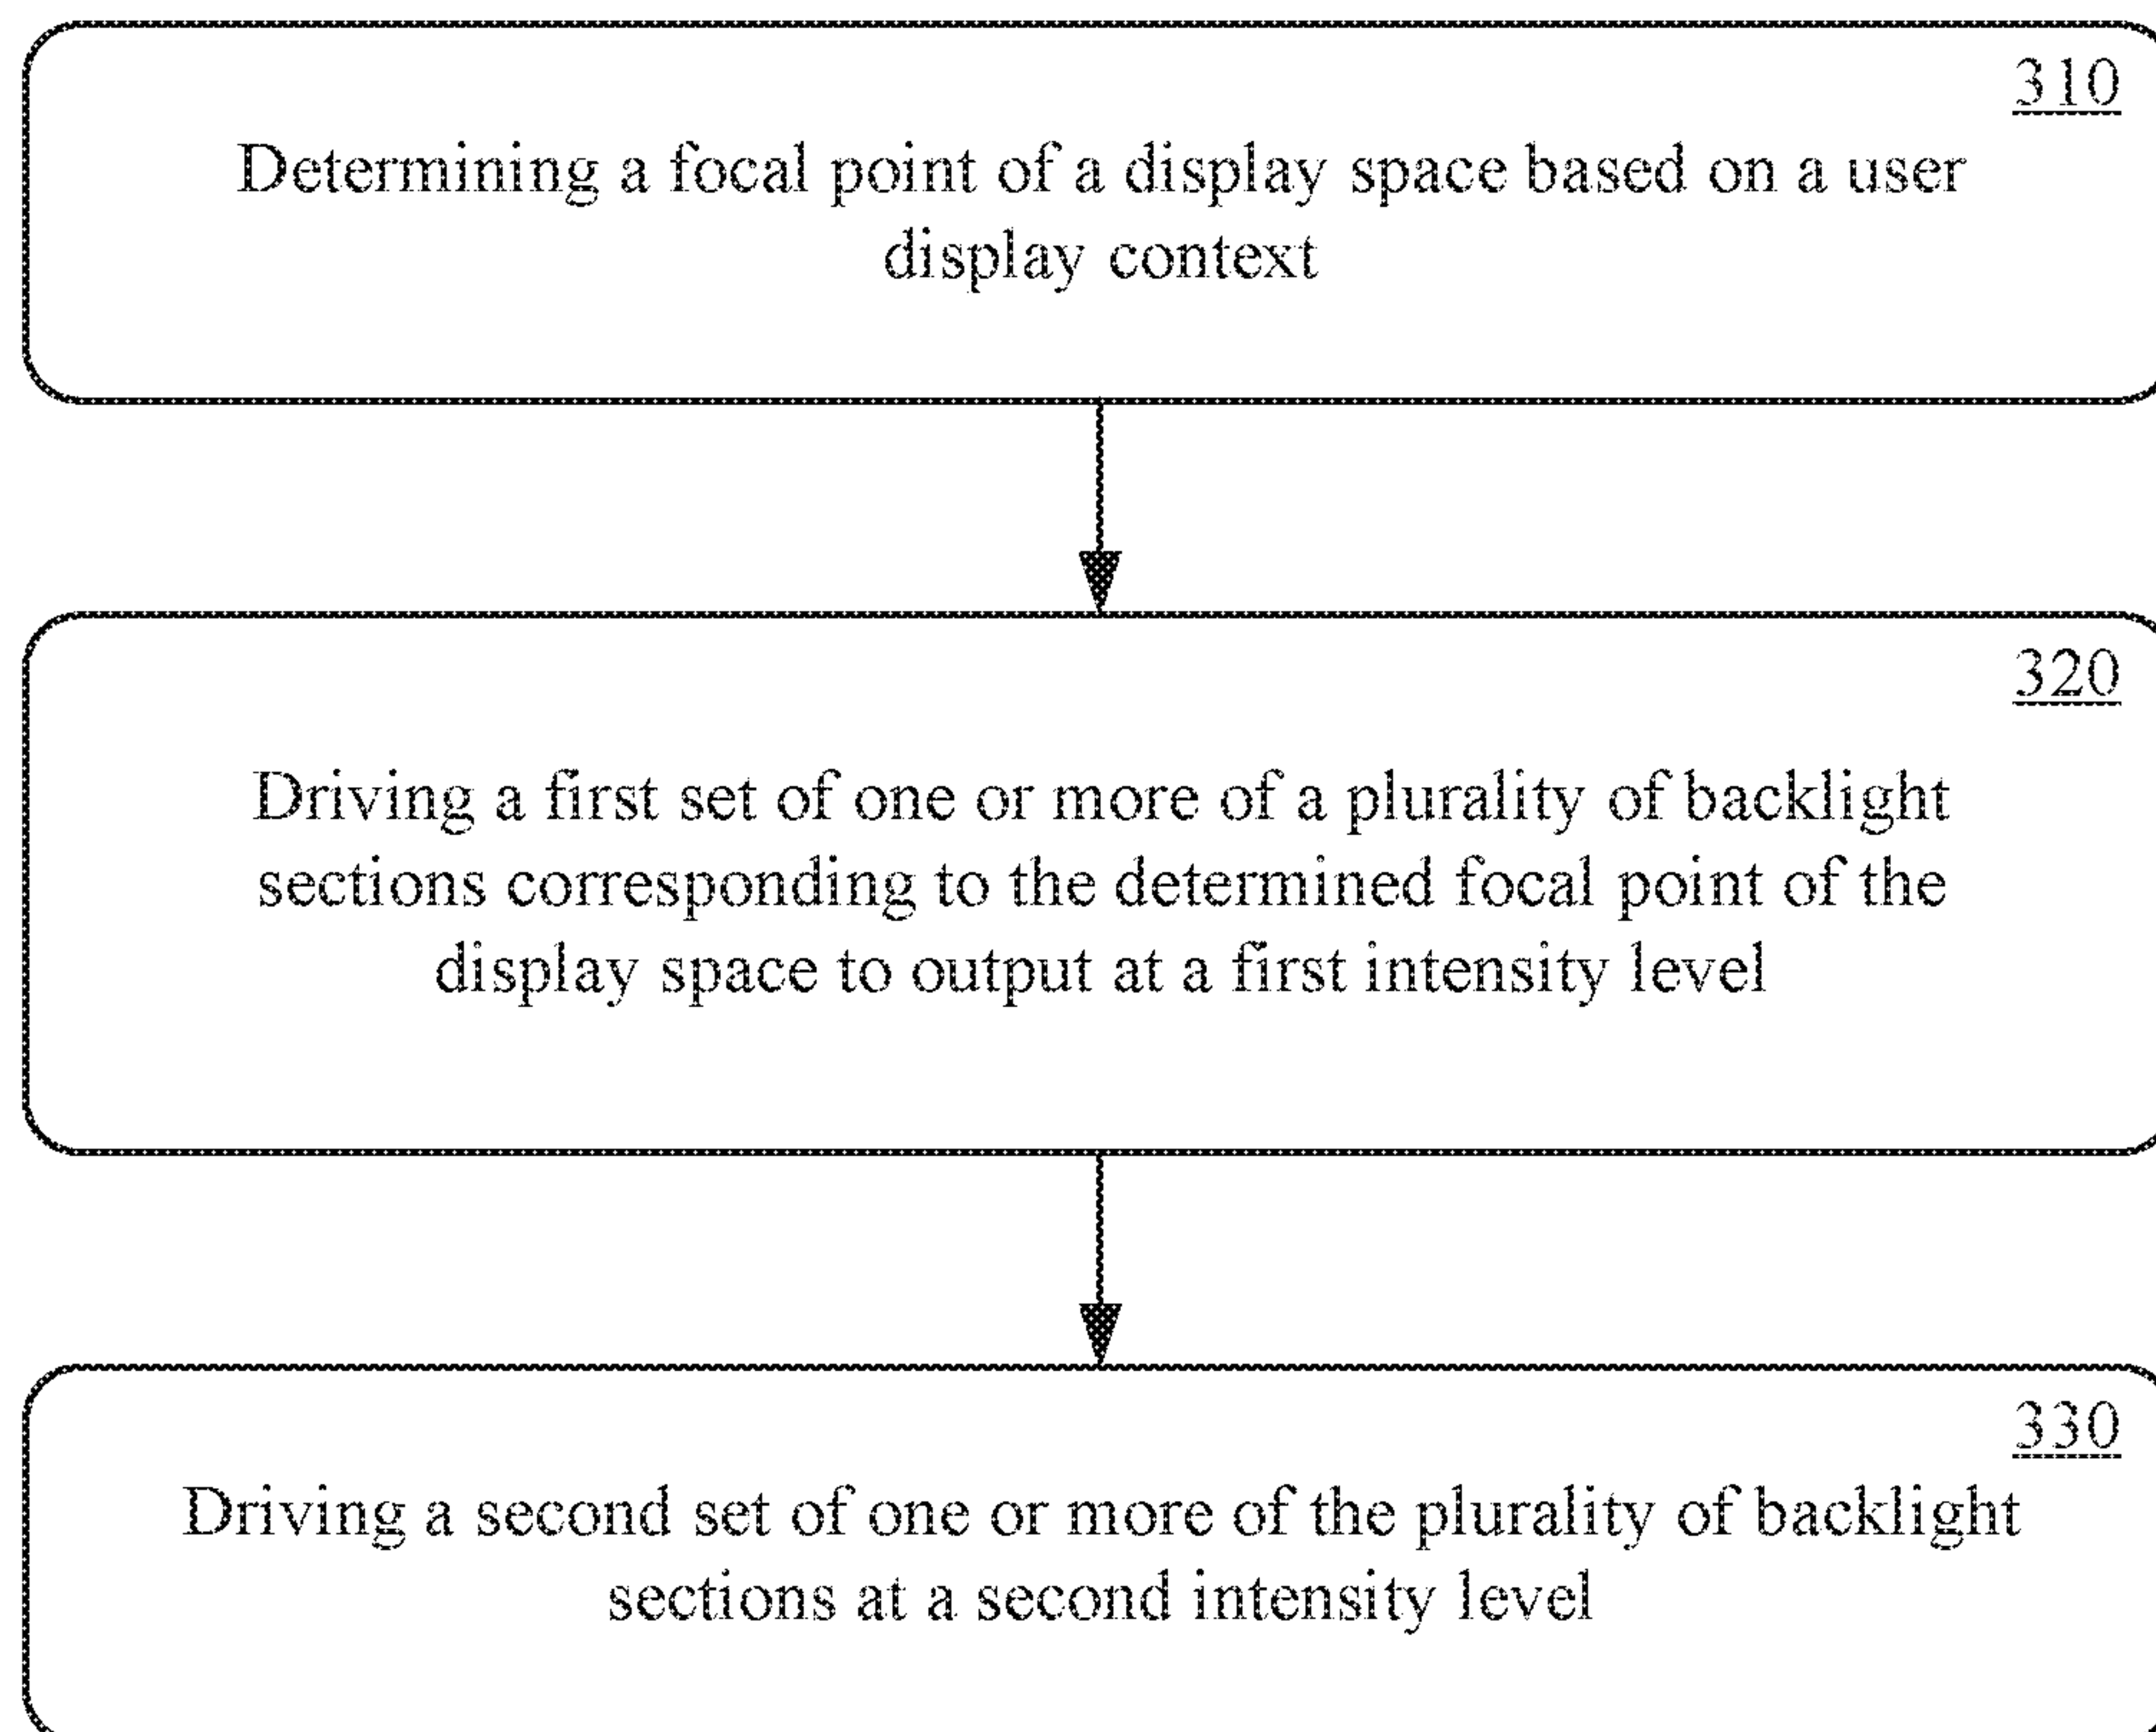 310
Determining a focal point of a display space based on a user
display context
320
Driving a first set of one or more of a plurality of backlight
sections corresponding to the determined focal point of the
display space to output at a first intensity level
330
Driving a second set of one or more of the plurality of backlight
sections at a second intensity level